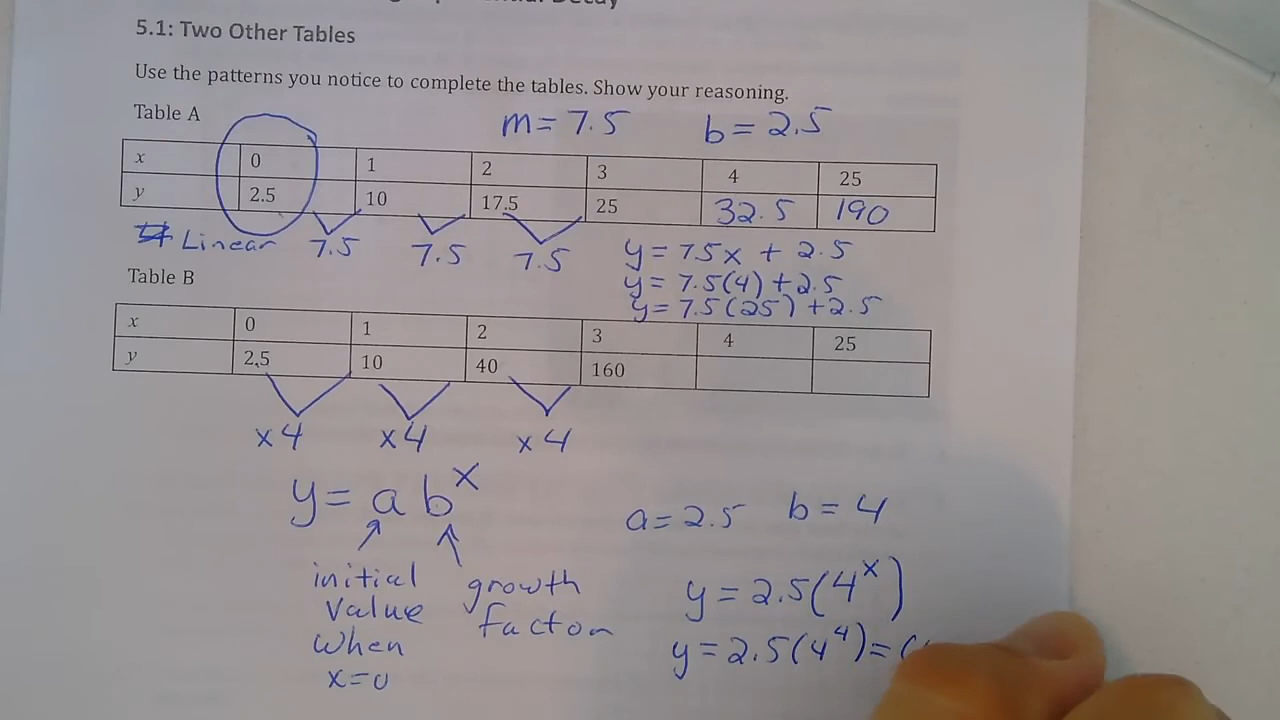 5.1: Two Other Tables
Use the patterns you notice to complete the tables. Show your reasoning.
Table A
m = 7.5 b = 2.5
x 0 1 2 3 4 25
y 2.5 10 17.5 25 32.5 190
Linear 7.5 7.5 7.5
y = 7.5x + 2.5
y = 7.5(4) + 2.5
y = 7.5(25) + 2.5
Table B
x 0 1 2 3 4 25
y 2.5 10 40 160
x4 x4 x4
y = ab^x
a = 2.5 b = 4
initial value when x=0
growth factor
y = 2.5(4^x)
y = 2.5(4^4) =